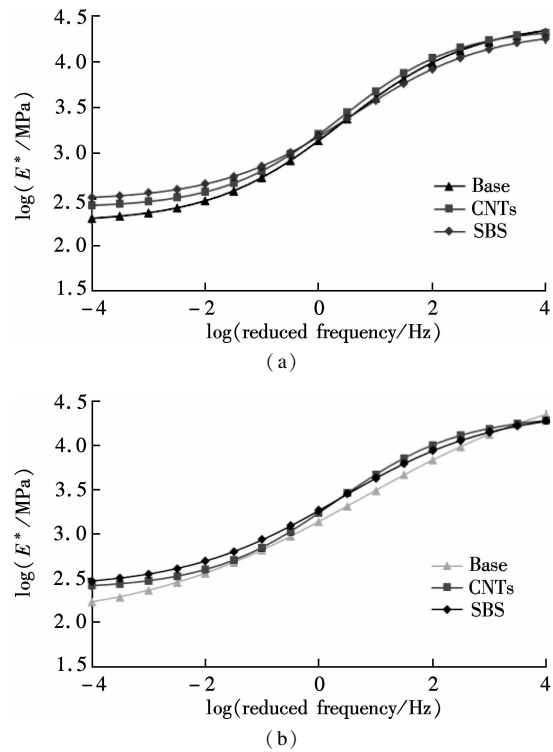 4.5
4.0
3.5
3.0
2.5
2.0
1.5
log(E*/MPa)
Base
CNTs
SBS
−4 −2 0 2 4
log(reduced frequency/Hz)
(a)
4.5
4.0
3.5
3.0
2.5
2.0
1.5
log(E*/MPa)
Base
CNTs
SBS
−4 −2 0 2 4
log(reduced frequency/Hz)
(b)